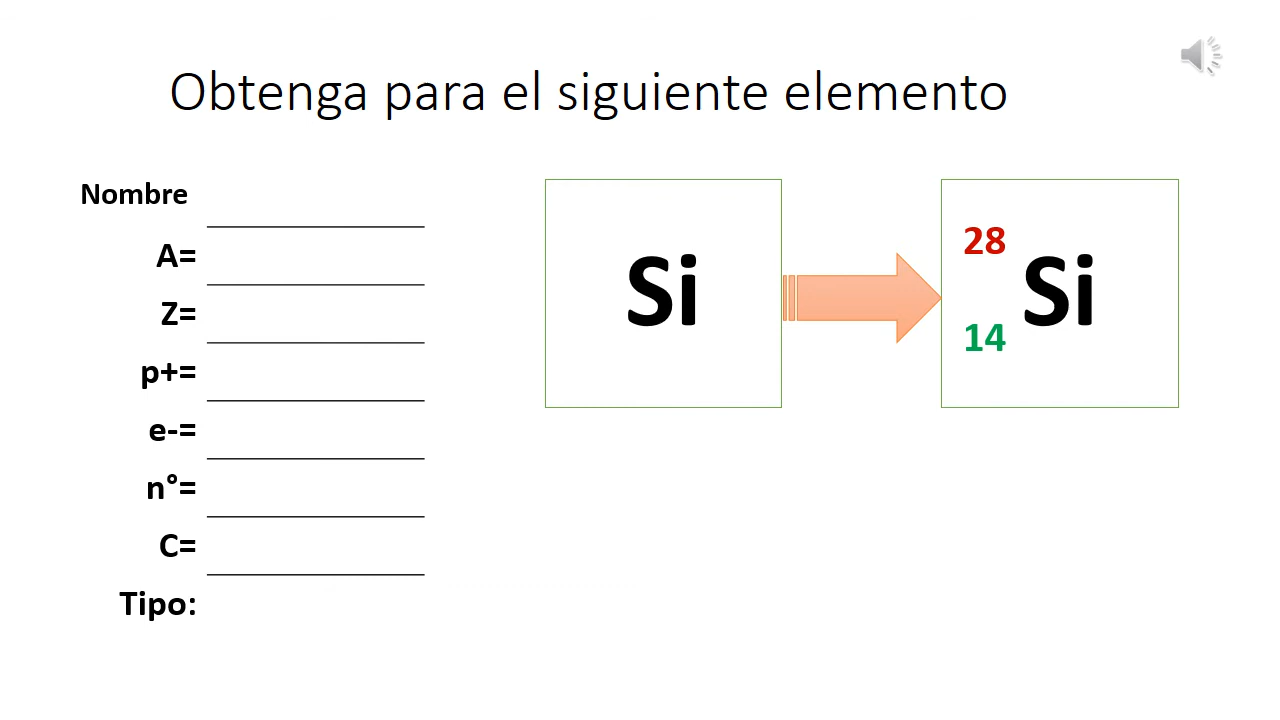 Obtenga para el siguiente elemento
Nombre
A=
Z=
p+=
e-=
n°=
C=
Tipo:
Si
28
14
Si